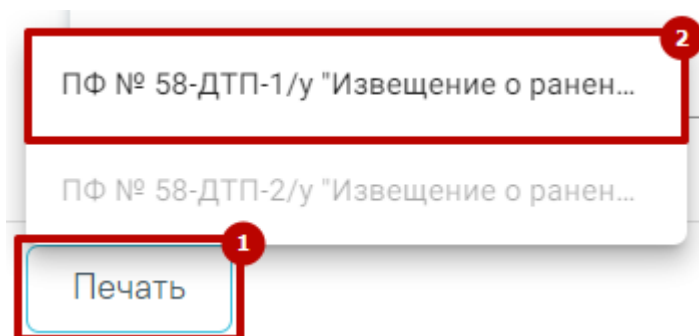 2
ПФ № 58-ДТП-1/у "Извещение о ранен...
ПФ № 58-ДТП-2/у "Извещение о ранен...
1
Печать